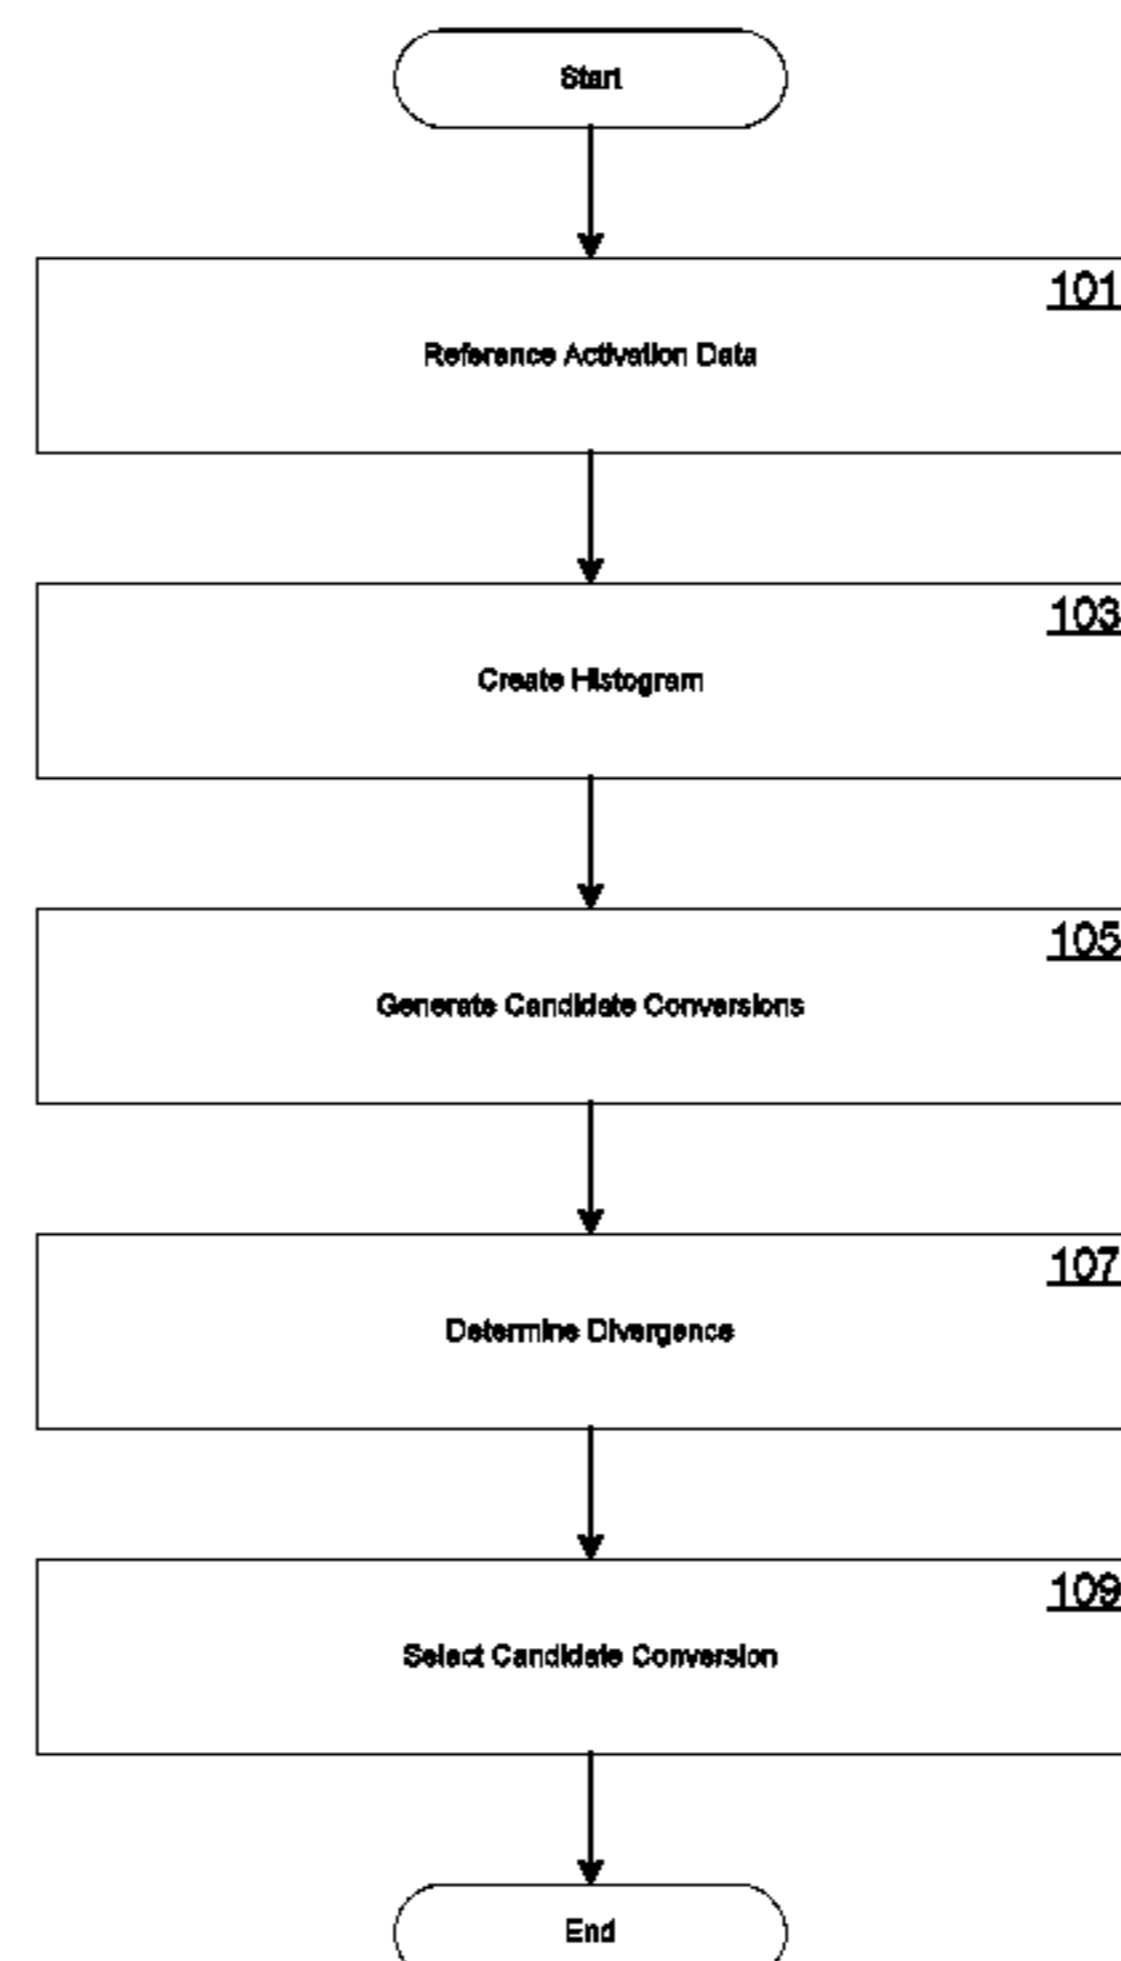 Start
101
Reference Activation Data
103
Create Histogram
105
Generate Candidate Conversions
107
Determine Divergence
109
Select Candidate Conversion
End